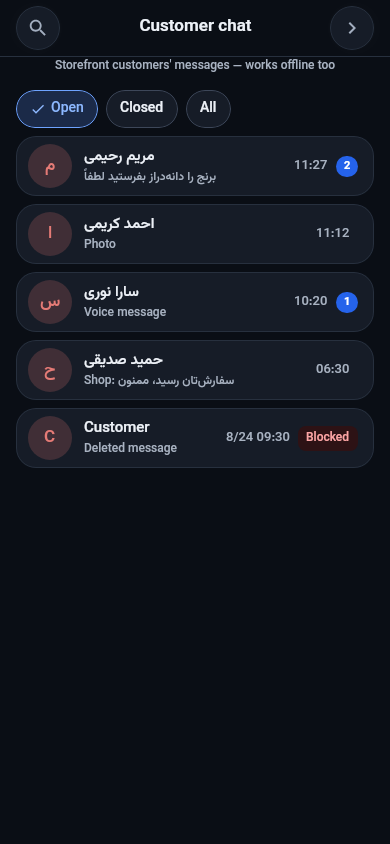 Customer chat
Storefront customers' messages — works offline too
Open
Closed
All
م
مریم رحیمی
برنج را دانه‌دراز بفرستید لطفاً
11:27
2
ا
احمد کریمی
Photo
11:12
س
سارا نوری
Voice message
10:20
1
ح
حمید صدیقی
Shop: سفارش‌تان رسید، ممنون
06:30
C
Customer
Deleted message
8/24 09:30
Blocked